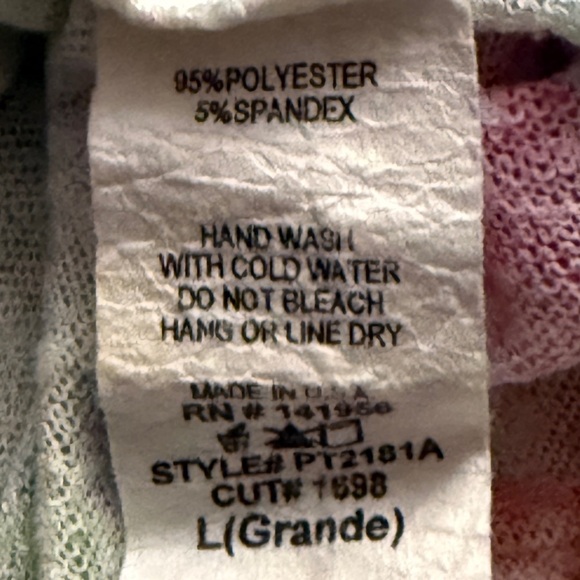 95%POLYESTER
5%SPANDEX
HAND WASH
WITH COLD WATER
DO NOT BLEACH
HANG OR LINE DRY
MADE IN U.S.A
RN # 141956
STYLE# PT2181A
CUT# 1698
L(Grande)